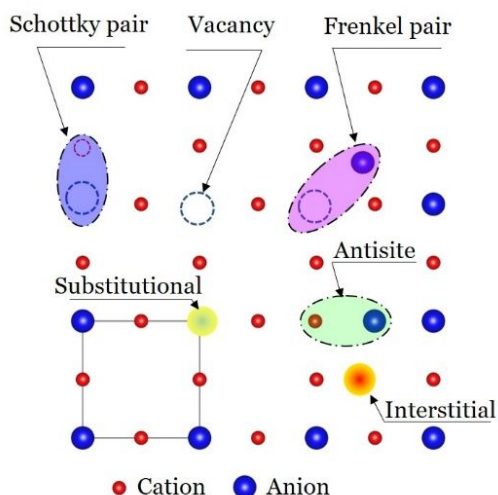 Schottky pair
Vacancy
Frenkel pair
Antisite
Substitutional
Interstitial
Cation
Anion